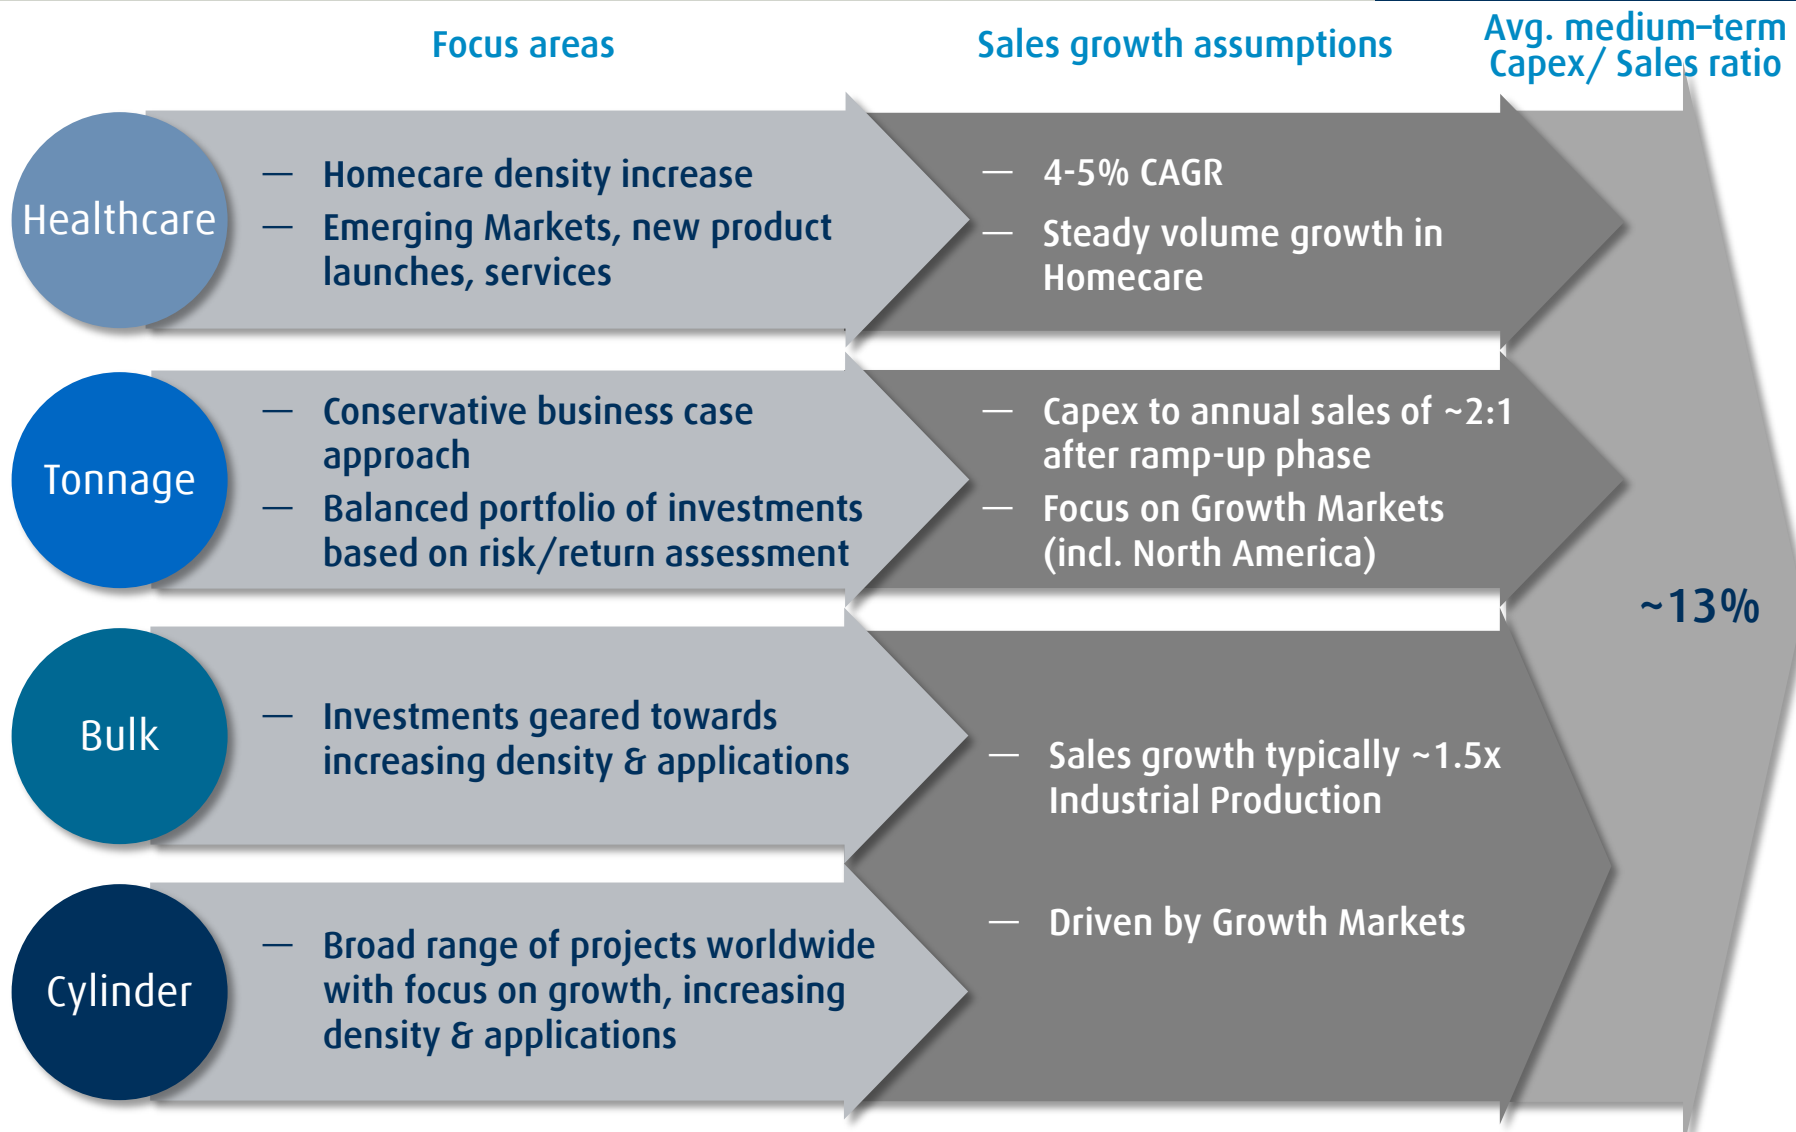 Focus areas
Sales growth assumptions
Avg. medium–term
Capex/ Sales ratio
Healthcare
— Homecare density increase
— Emerging Markets, new product
launches, services
— 4-5% CAGR
— Steady volume growth in
Homecare
Tonnage
— Conservative business case
approach
— Balanced portfolio of investments
based on risk/return assessment
— Capex to annual sales of ~2:1
after ramp-up phase
— Focus on Growth Markets
(incl. North America)
~13%
Bulk
— Investments geared towards
increasing density & applications
— Sales growth typically ~1.5x
Industrial Production
— Driven by Growth Markets
Cylinder
— Broad range of projects worldwide
with focus on growth, increasing
density & applications